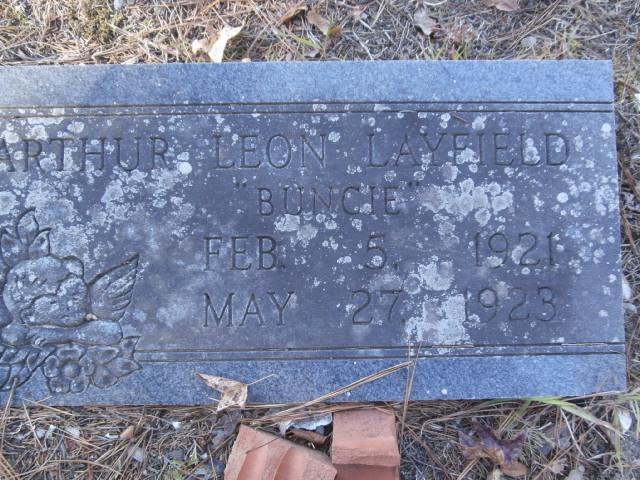 ARTHUR LEON LAYFIELD
"BUNCIE"
FEB. 5, 1921
MAY 27, 1923